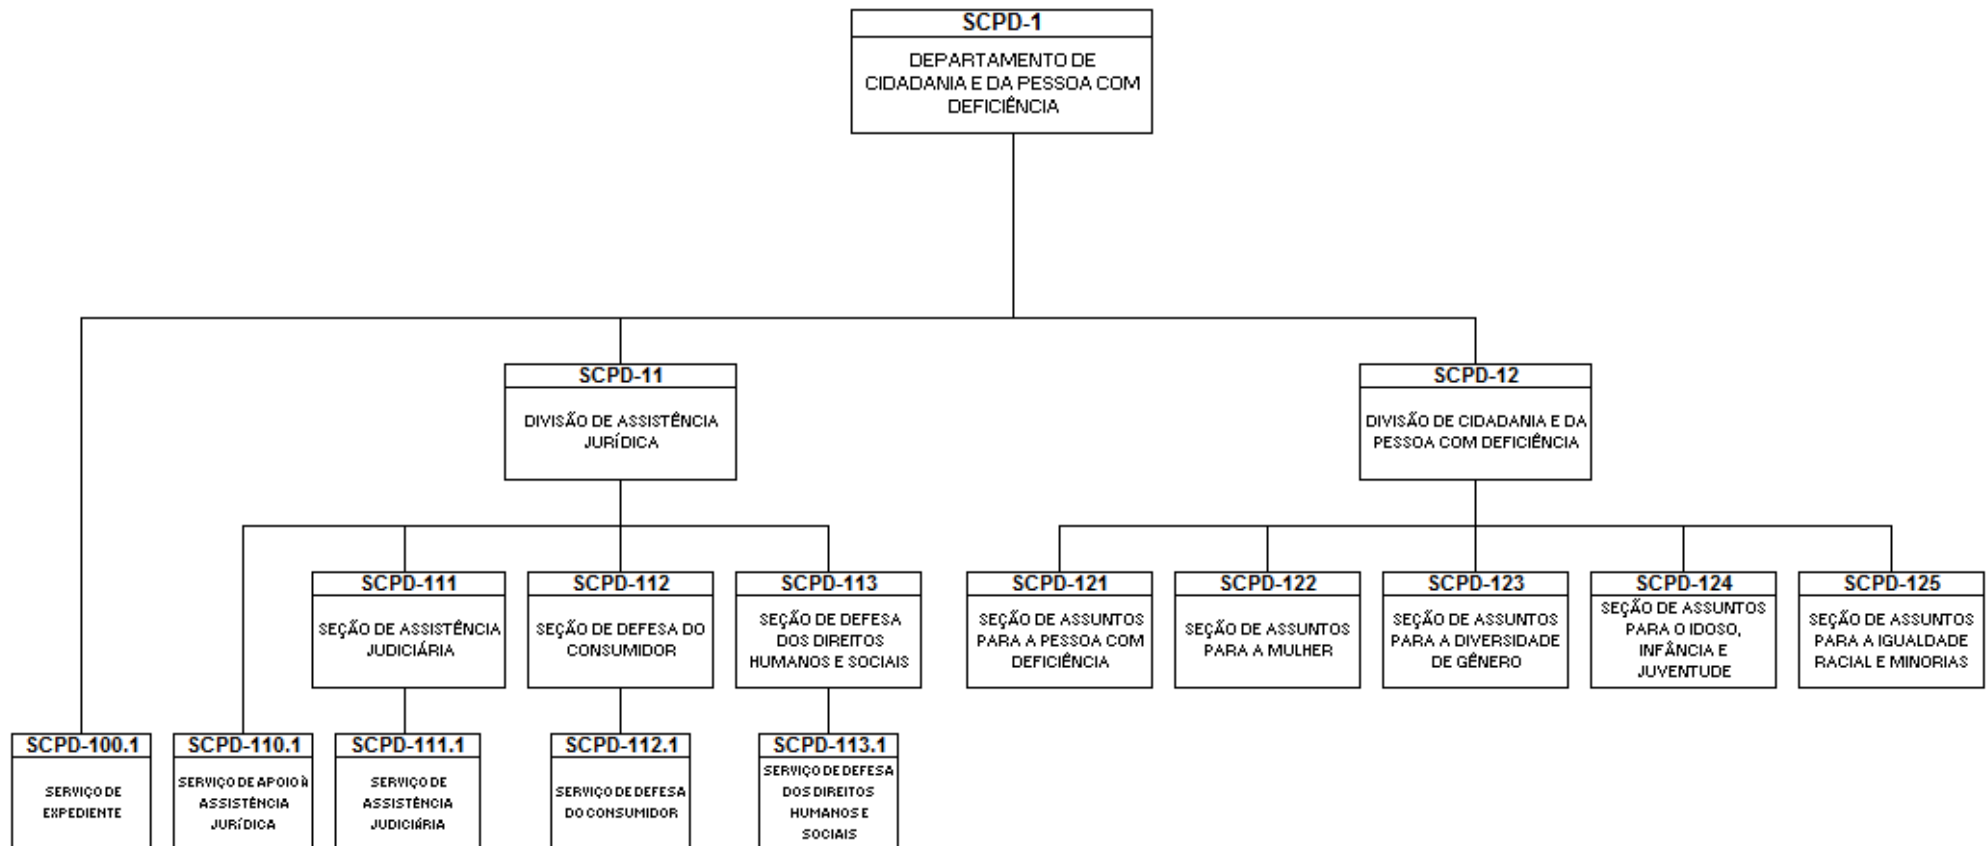 SCPD-1
DEPARTAMENTO DE
CIDADANIA E DA PESSOA COM
DEFICIÊNCIA
SCPD-11
DIVISÃO DE ASSISTÊNCIA
JURÍDICA
SCPD-12
DIVISÃO DE CIDADANIA E DA
PESSOA COM DEFICIÊNCIA
SCPD-111
SEÇÃO DE ASSISTÊNCIA
JUDICIÁRIA
SCPD-112
SEÇÃO DE DEFESA DO
CONSUMIDOR
SCPD-113
SEÇÃO DE DEFESA
DOS DIREITOS
HUMANOS E SOCIAIS
SCPD-121
SEÇÃO DE ASSUNTOS
PARA A PESSOA COM
DEFICIÊNCIA
SCPD-122
SEÇÃO DE ASSUNTOS
PARA A MULHER
SCPD-123
SEÇÃO DE ASSUNTOS
PARA A DIVERSIDADE
DE GÊNERO
SCPD-124
SEÇÃO DE ASSUNTOS
PARA O IDOSO,
INFÂNCIA E
JUVENTUDE
SCPD-125
SEÇÃO DE ASSUNTOS
PARA A IGUALDADE
RACIAL E MINORIAS
SCPD-100.1
SERVIÇO DE
EXPEDIENTE
SCPD-110.1
SERVIÇO DE APOIO À
ASSISTÊNCIA
JURÍDICA
SCPD-111.1
SERVIÇO DE
ASSISTÊNCIA
JUDICIÁRIA
SCPD-112.1
SERVIÇO DE DEFESA
DO CONSUMIDOR
SCPD-113.1
SERVIÇO DE DEFESA
DOS DIREITOS
HUMANOS E
SOCIAIS